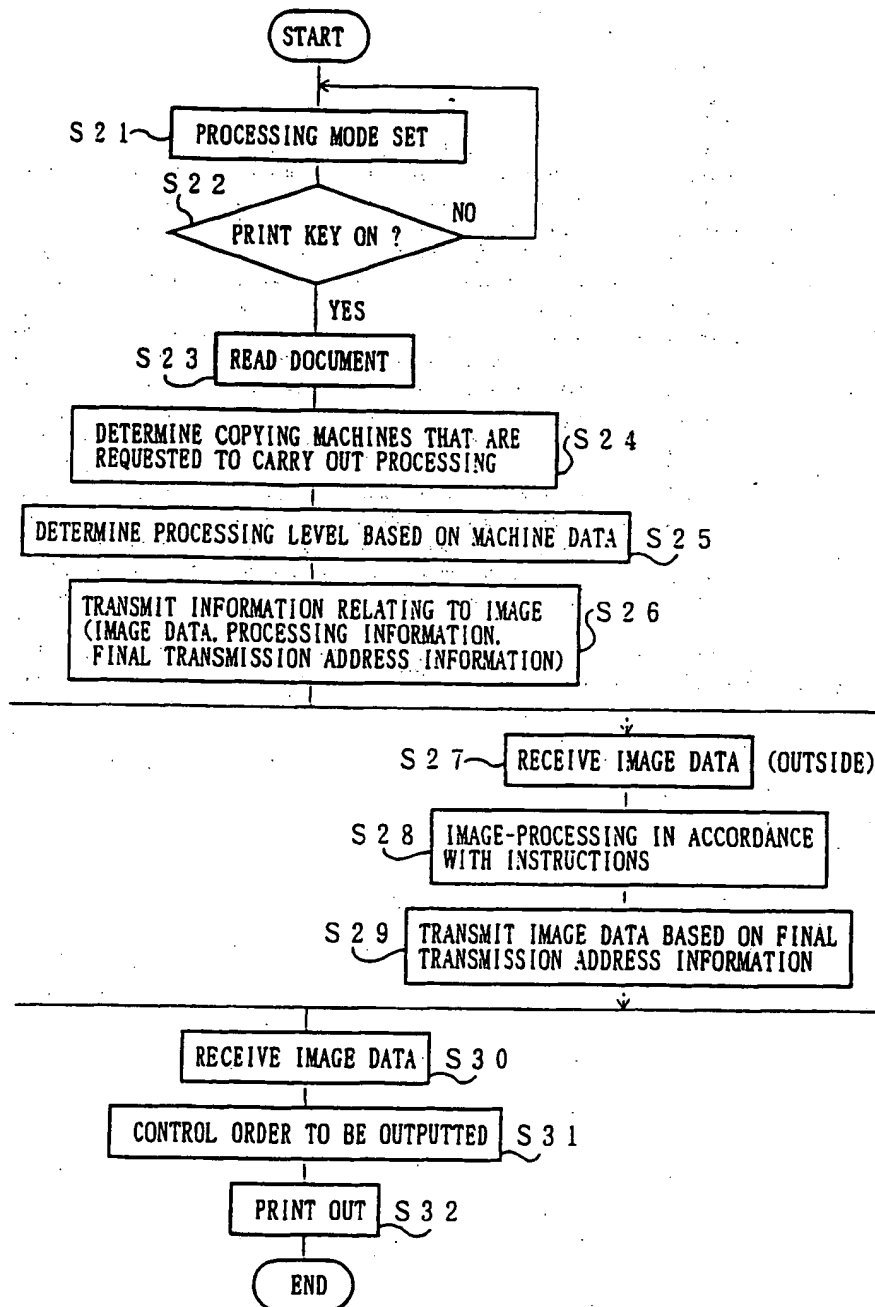 START
S21 PROCESSING MODE SET
S22
PRINT KEY ON ?
NO
YES
S23 READ DOCUMENT
DETERMINE COPYING MACHINES THAT ARE
REQUESTED TO CARRY OUT PROCESSING
S24
DETERMINE PROCESSING LEVEL BASED ON MACHINE DATA S25
TRANSMIT INFORMATION RELATING TO IMAGE
(IMAGE DATA. PROCESSING INFORMATION.
FINAL TRANSMISSION ADDRESS INFORMATION)
S26
S27 RECEIVE IMAGE DATA (OUTSIDE)
S28 IMAGE-PROCESSING IN ACCORDANCE
WITH INSTRUCTIONS
S29 TRANSMIT IMAGE DATA BASED ON FINAL
TRANSMISSION ADDRESS INFORMATION
RECEIVE IMAGE DATA S30
CONTROL ORDER TO BE OUTPUTTED S31
PRINT OUT S32
END